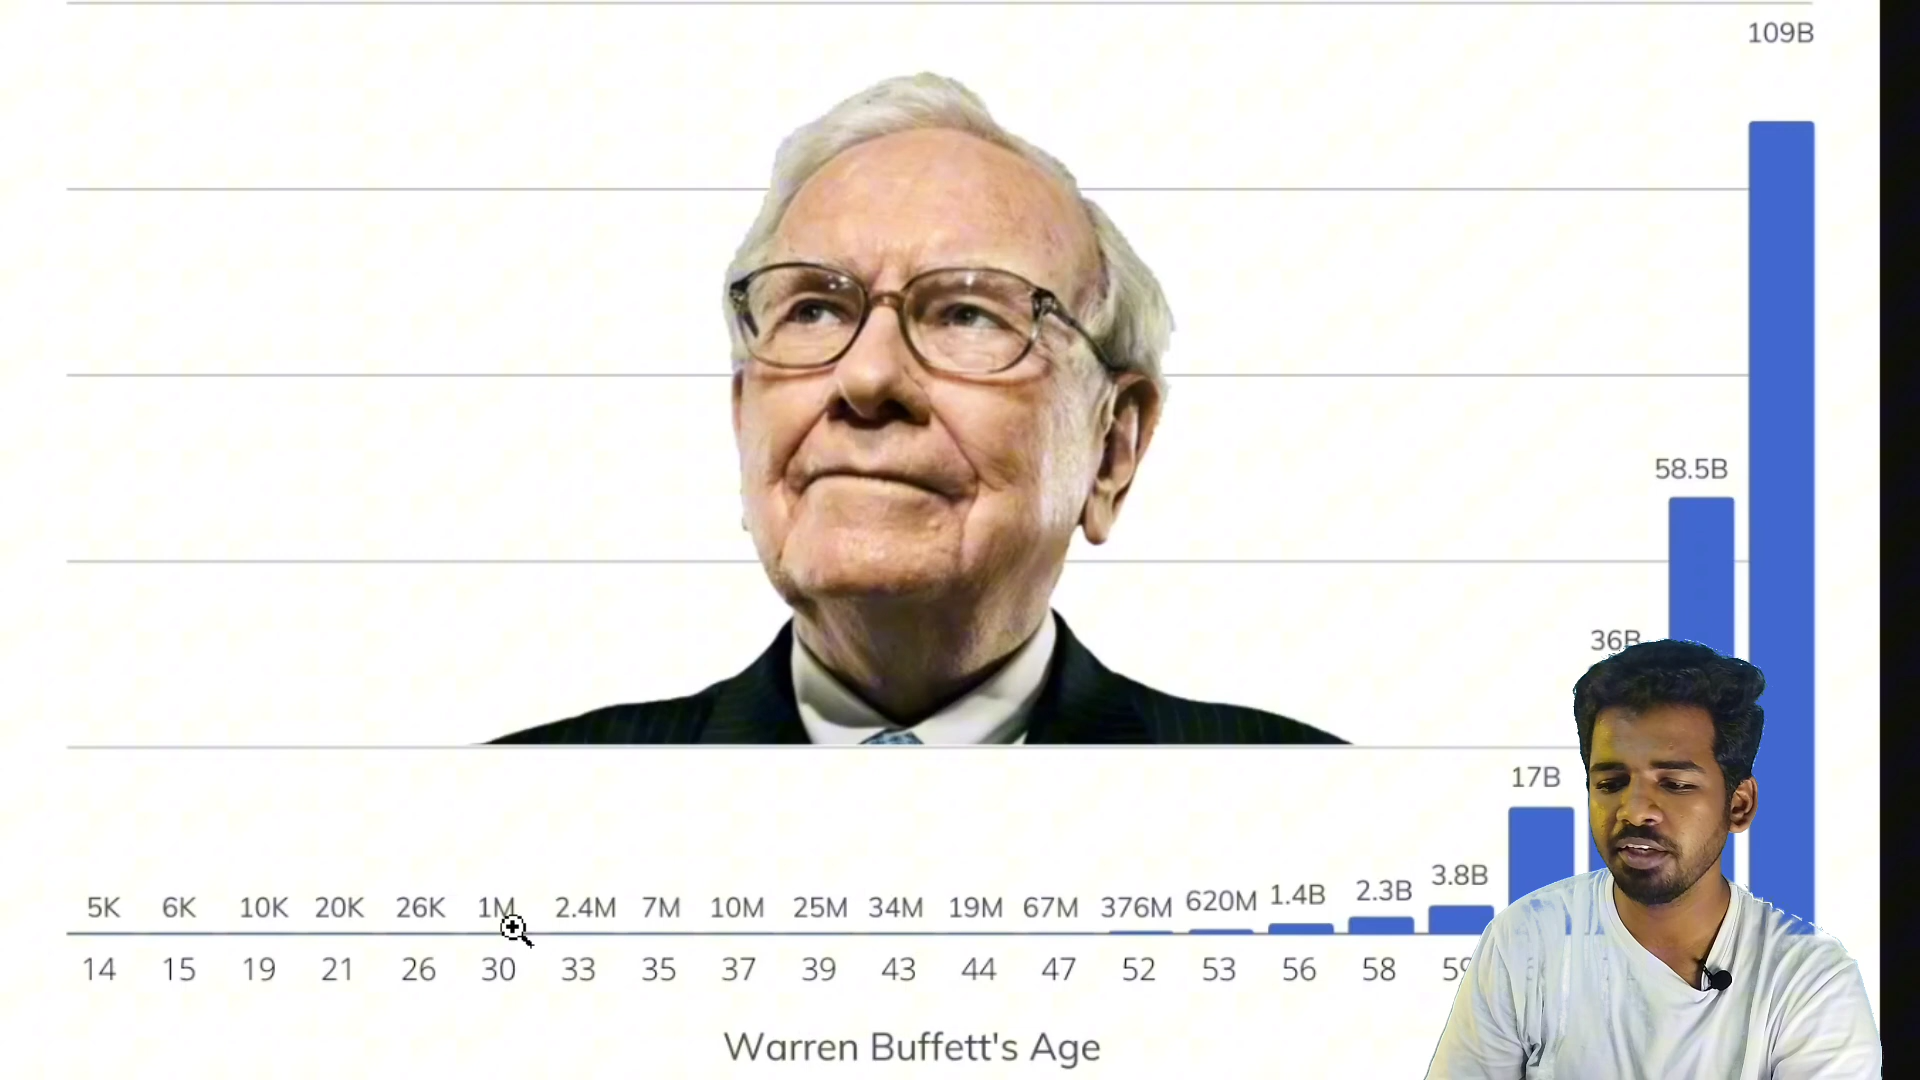 109B
58.5B
36B
17B
5K 6K 10K 20K 26K 1M 2.4M 7M 10M 25M 34M 19M 67M 376M 620M 1.4B 2.3B 3.8B
14 15 19 21 26 30 33 35 37 39 43 44 47 52 53 56 58
Warren Buffett's Age